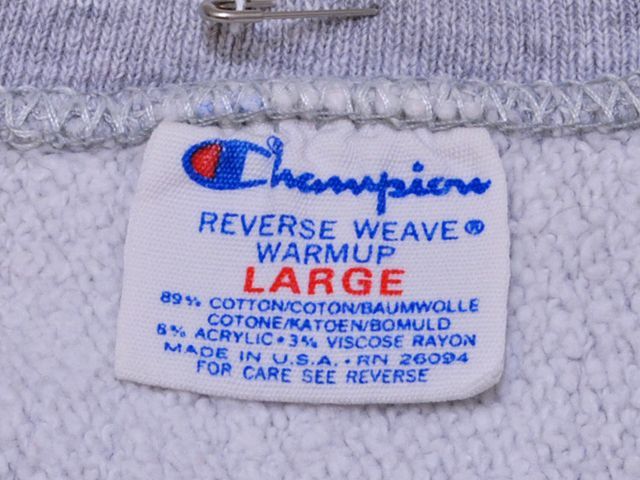 Champion
REVERSE WEAVE®
WARMUP
LARGE
89% COTTON/COTON/BAUMWOLLE
COTONE/KATOEN/BOMULD
8% ACRYLIC • 3% VISCOSE RAYON
MADE IN U.S.A. • RN 26094
FOR CARE SEE REVERSE